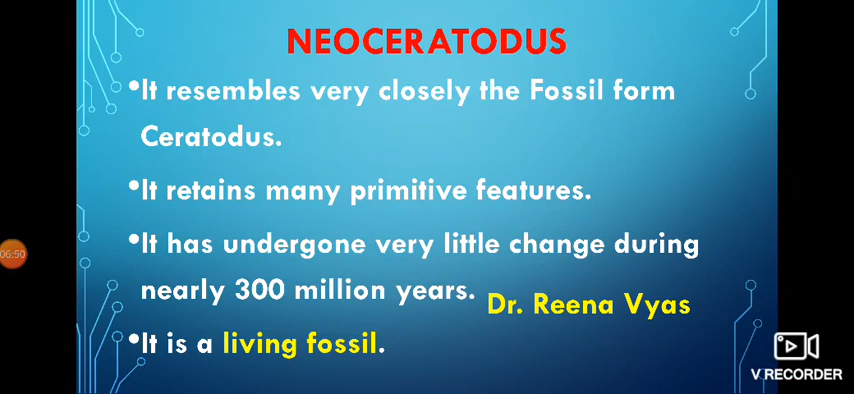 NEOCERATODUS
•It resembles very closely the Fossil form
Ceratodus.
•It retains many primitive features.
•It has undergone very little change during
nearly 300 million years.
Dr. Reena Vyas
•It is a living fossil.
06:50
V RECORDER